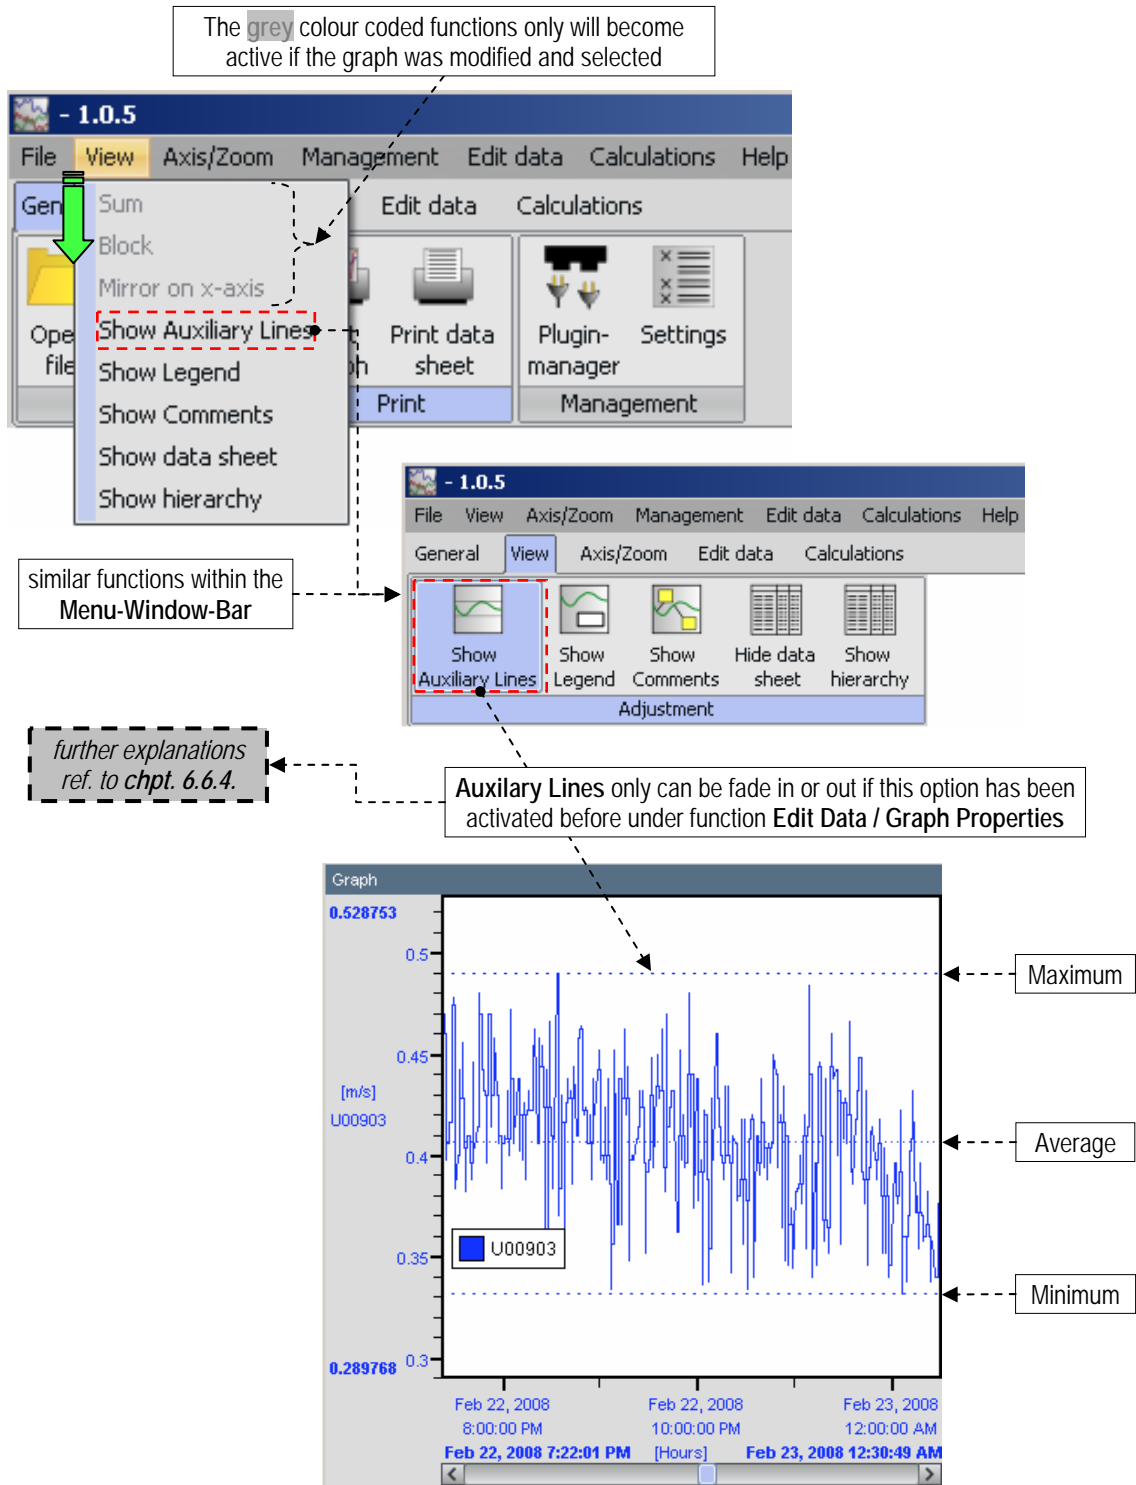 The grey colour coded functions only will become
active if the graph was modified and selected
- 1.0.5
File View Axis/Zoom Management Edit data Calculations Help
Gen Edit data Calculations
Sum
Block
Mirror on x-axis
Show Auxiliary Lines
Show Legend
Show Comments
Show data sheet
Show hierarchy
Ope
file
t
ph
Print data
sheet
Print
Plugin-
manager
Settings
Management
- 1.0.5
File View Axis/Zoom Management Edit data Calculations Help
General View Axis/Zoom Edit data Calculations
Show
Auxiliary Lines
Show
Legend
Show
Comments
Hide data
sheet
Show
hierarchy
Adjustment
similar functions within the
Menu-Window-Bar
further explanations
ref. to chpt. 6.6.4.
Auxilary Lines only can be fade in or out if this option has been
activated before under function Edit Data / Graph Properties
Graph
0.528753
0.5
0.45
[m/s]
U00903
0.4
0.35
0.3
0.289768
U00903
Maximum
Average
Minimum
Feb 22, 2008
8:00:00 PM
Feb 22, 2008
10:00:00 PM
Feb 23, 2008
12:00:00 AM
Feb 22, 2008 7:22:01 PM [Hours] Feb 23, 2008 12:30:49 AM